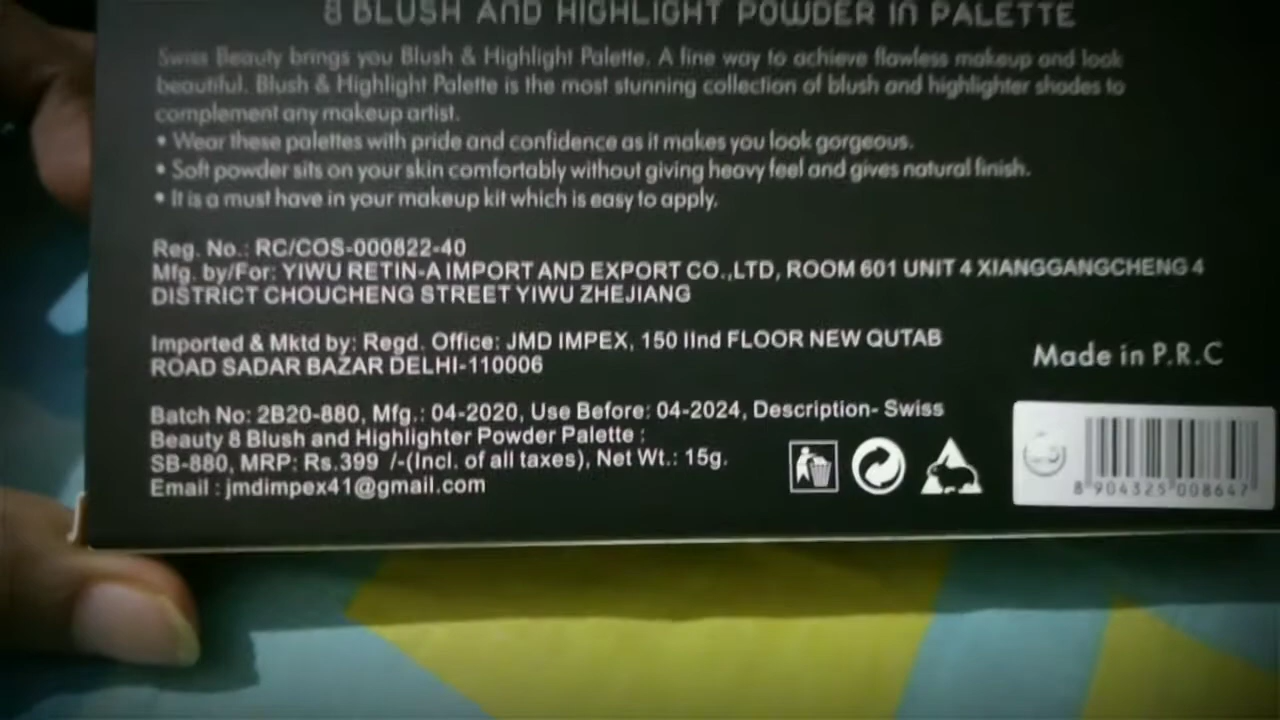 8 BLUSH AND HIGHLIGHT POWDER IN PALETTE
Swiss Beauty brings you Blush & Highlight Palette. A fine way to achieve flawless makeup and look
beautiful. Blush & Highlight Palette is the most stunning collection of blush and highlighter shades to
complement any makeup artist.
• Wear these palettes with pride and confidence as it makes you look gorgeous.
• Soft powder sits on your skin comfortably without giving heavy feel and gives natural finish.
• It is a must have in your makeup kit which is easy to apply.
Reg. No.: RC/COS-000822-40
Mfg. by/For: YIWU RETIN-A IMPORT AND EXPORT CO.,LTD, ROOM 601 UNIT 4 XIANGGANGCHENG 4
DISTRICT CHOUCHENG STREET YIWU ZHEJIANG
Imported & Mktd by: Regd. Office: JMD IMPEX, 150 IInd FLOOR NEW QUTAB
ROAD SADAR BAZAR DELHI-110006
Made in P.R.C
Batch No: 2B20-880, Mfg.: 04-2020, Use Before: 04-2024, Description- Swiss
Beauty 8 Blush and Highlighter Powder Palette :
SB-880, MRP: Rs.399 /-(Incl. of all taxes), Net Wt.: 15g.
Email : jmdimpex41@gmail.com
8 904325 008647